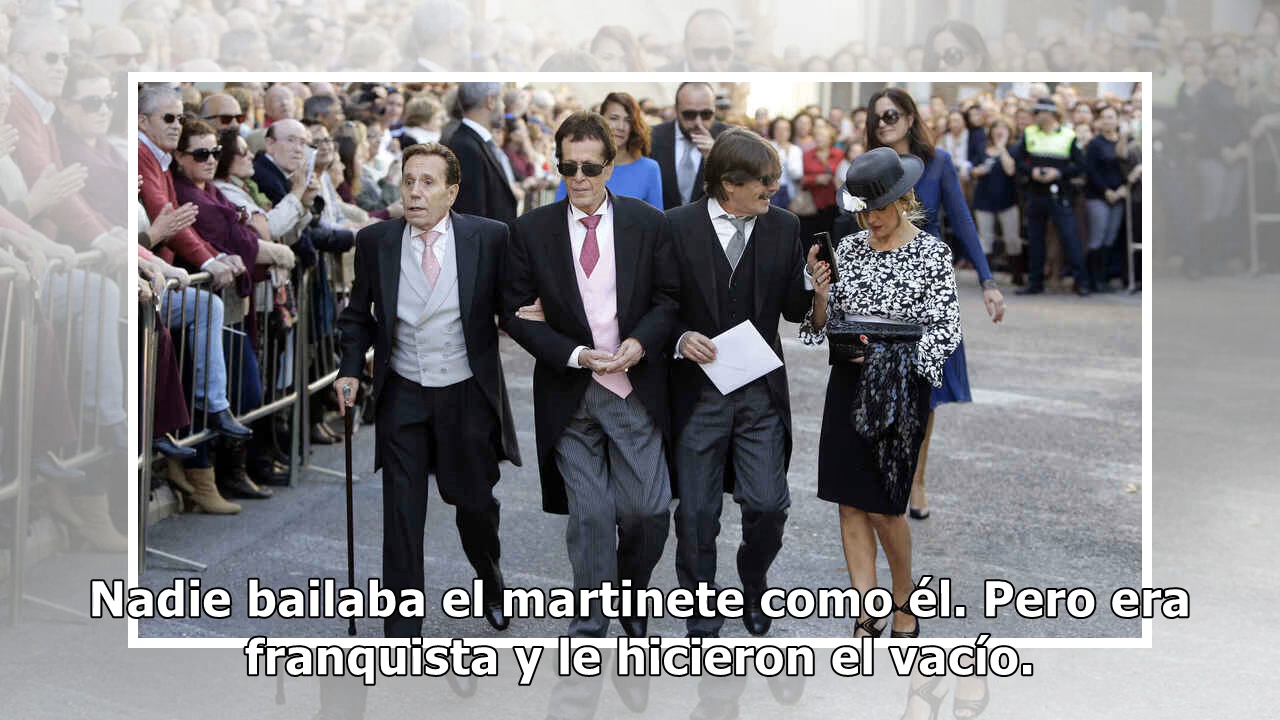 Nadie bailaba el martinete como él. Pero era
franquista y le hicieron el vacío.